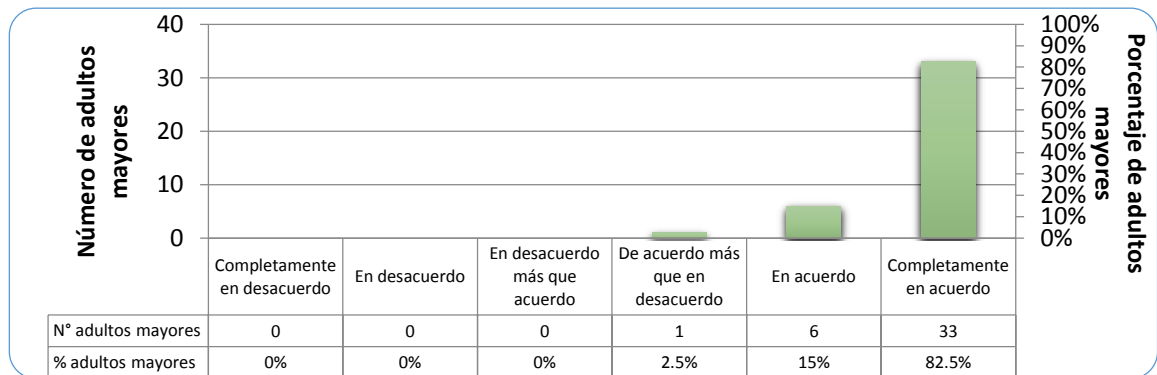 Número de adultos
mayores
40
30
20
10
0
100%
90%
80%
70%
60%
50%
40%
30%
20%
10%
0%
Porcentaje de adultos
mayores
Completamente
en desacuerdo
En desacuerdo
En desacuerdo
más que
acuerdo
De acuerdo más
que en
desacuerdo
En acuerdo
Completamente
en acuerdo
N° adultos mayores 0 0 0 1 6 33
% adultos mayores 0% 0% 0% 2.5% 15% 82.5%